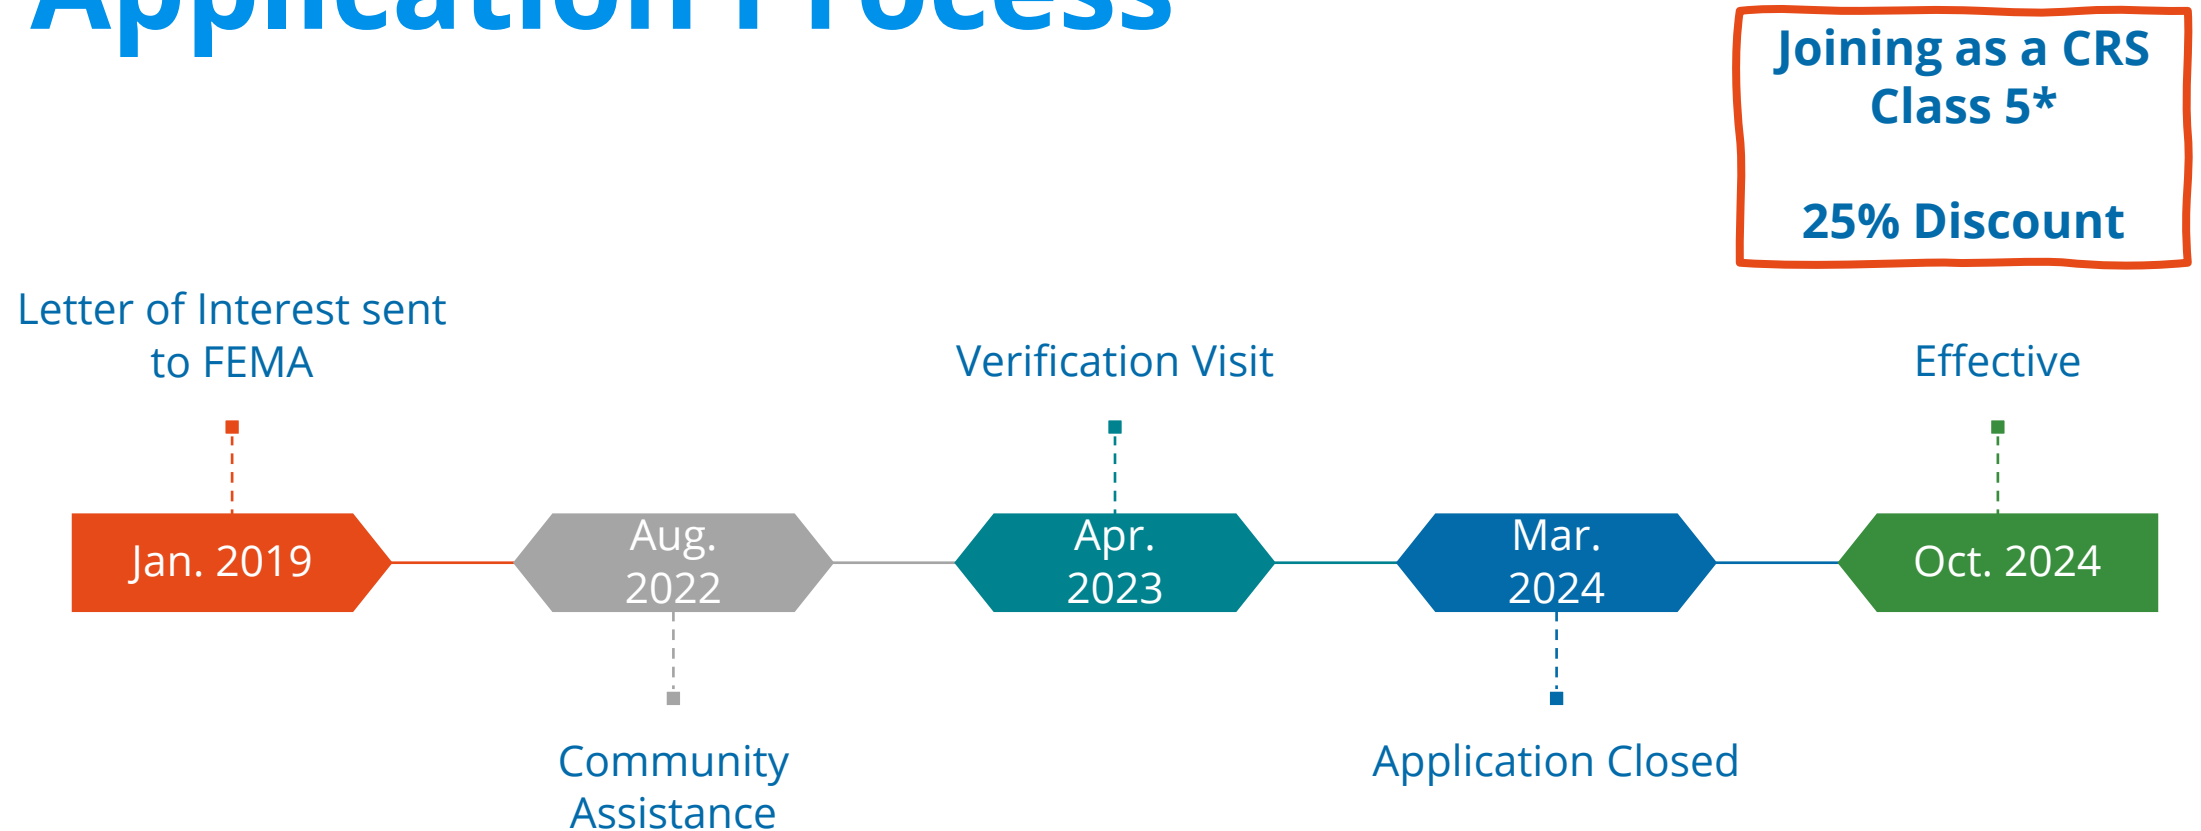 Application Process
Joining as a CRS
Class 5*
25% Discount
Letter of Interest sent
to FEMA
Verification Visit
Effective
Jan. 2019
Aug.
2022
Apr.
2023
Mar.
2024
Oct. 2024
Community
Assistance
Application Closed